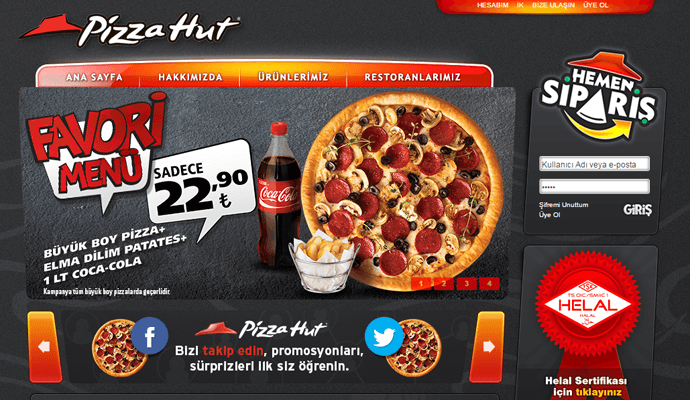 HESABIM İK BİZE ULAŞIN ÜYE OL
Pizza Hut
ANA SAYFA HAKKIMIZDA ÜRÜNLERİMİZ RESTORANLARIMIZ
HEMEN
SİPARİŞ
FAVORİ
MENÜ
SADECE
22,90
₺
Coca-Cola
BÜYÜK BOY PİZZA+
ELMA DİLİM PATATES+
1 LT COCA-COLA
Kampanya tüm büyük boy pizzalarda geçerlidir.
1 2 3 4
Kullanıcı Adı veya e-posta
•••••
Şifremi Unuttum
Üye Ol
GİRİŞ
f
Pizza Hut
Bizi takip edin, promosyonları,
sürprizleri ilk siz öğrenin.
HELAL
HALAL
Helal Sertifikası
için tıklayınız